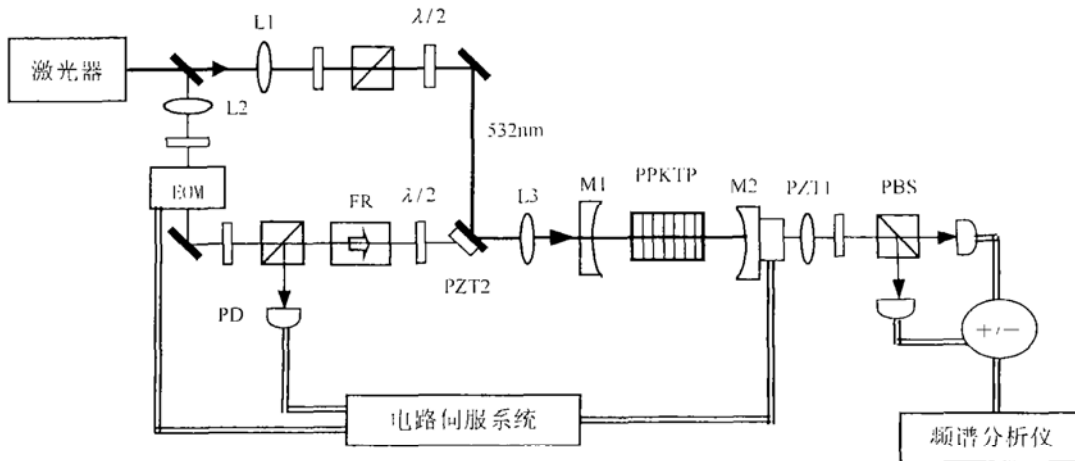 L1
λ/2
激光器
L2
532nm
EOM
FR
λ/2
L3
M1
PPKTP
M2
PZT1
PBS
PZT2
PD
+/−
电路伺服系统
频谱分析仪